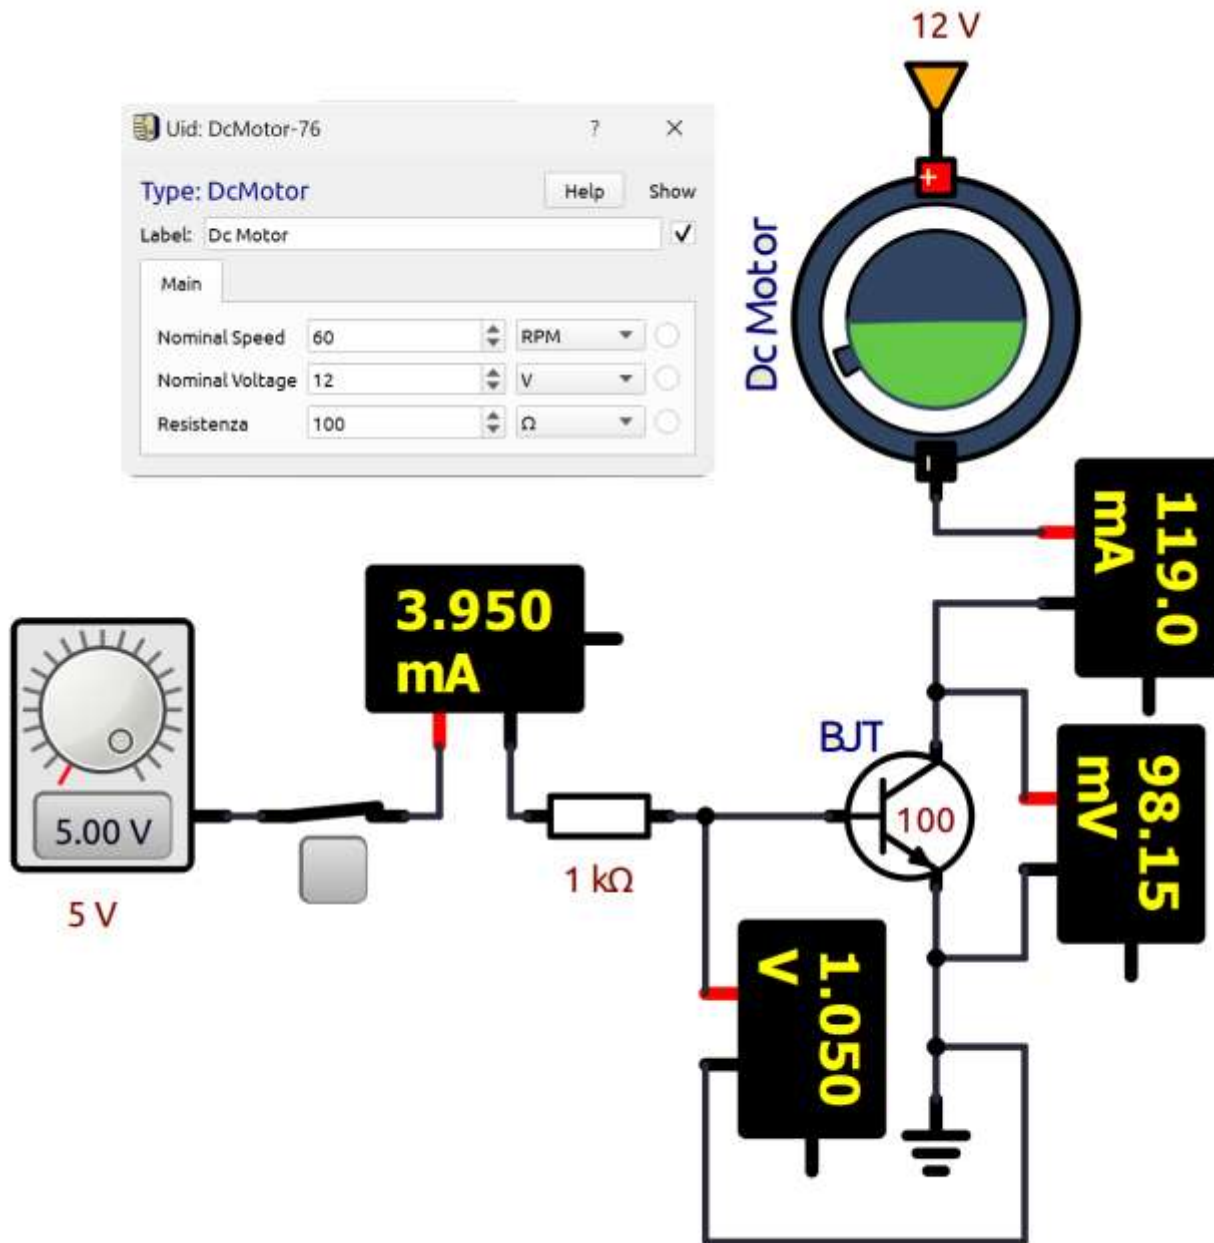 12 V
Uid: DcMotor-76 ? ×
Type: DcMotor Help Show
Label: Dc Motor
Main
Nominal Speed 60 RPM
Nominal Voltage 12 V
Resistenza 100 Ω
Dc Motor
+
119.0
mA
3.950
mA
5.00 V
5 V
1 kΩ
BJT
100
98.15
mV
1.050
V